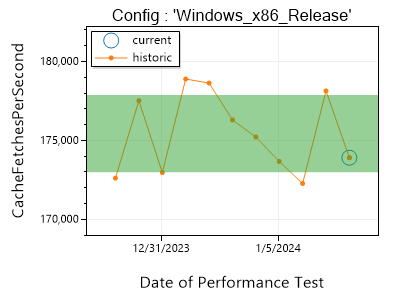 Config : 'Windows_x86_Release'
current
historic
180,000
175,000
170,000
CacheFetchesPerSecond
12/31/2023
1/5/2024
Date of Performance Test